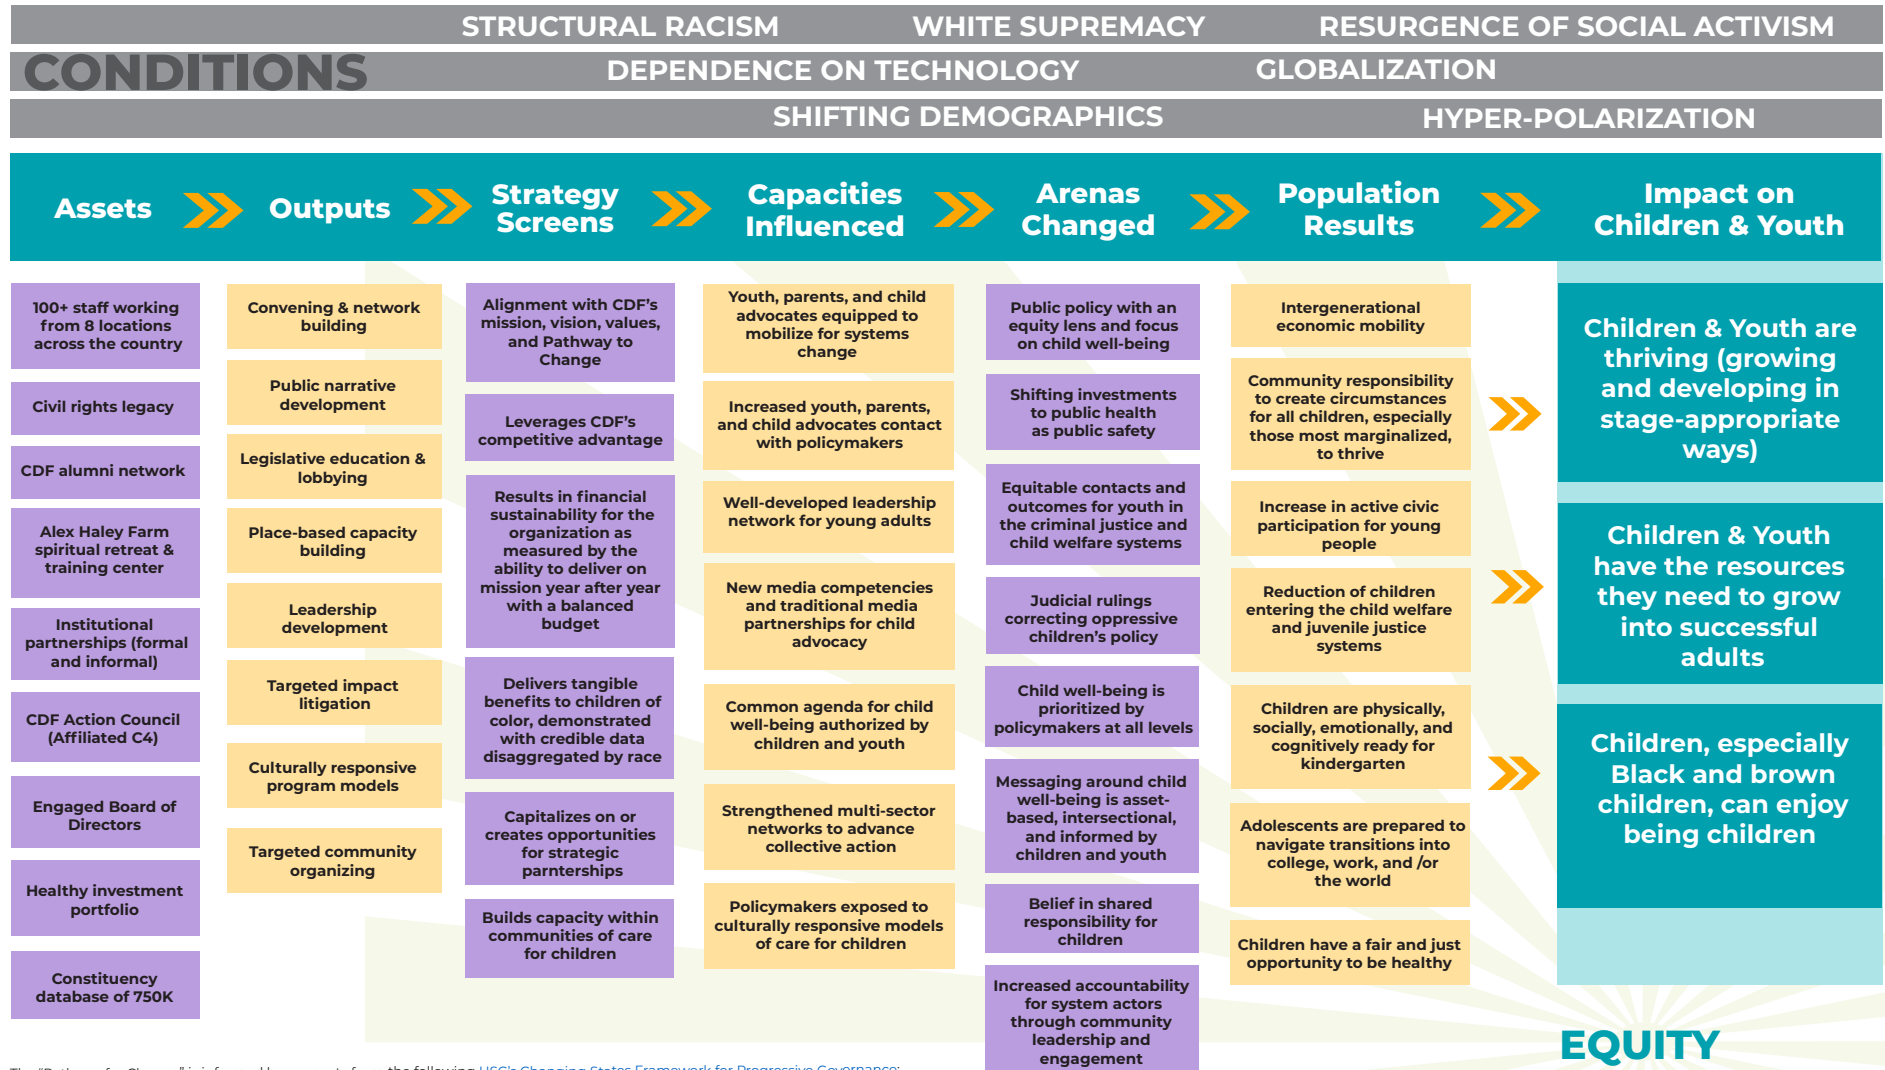 STRUCTURAL RACISM WHITE SUPREMACY RESURGENCE OF SOCIAL ACTIVISM
CONDITIONS
DEPENDENCE ON TECHNOLOGY GLOBALIZATION
SHIFTING DEMOGRAPHICS HYPER-POLARIZATION
Assets
Outputs
Strategy
Screens
Capacities
Influenced
Arenas
Changed
Population
Results
Impact on
Children & Youth
100+ staff working
from 8 locations
across the country
Civil rights legacy
CDF alumni network
Alex Haley Farm
spiritual retreat &
training center
Institutional
partnerships (formal
and informal)
CDF Action Council
(Affiliated C4)
Engaged Board of
Directors
Healthy investment
portfolio
Constituency
database of 750K
Convening & network
building
Public narrative
development
Legislative education &
lobbying
Place-based capacity
building
Leadership
development
Targeted impact
litigation
Culturally responsive
program models
Targeted community
organizing
Alignment with CDF's
mission, vision, values,
and Pathway to
Change
Leverages CDF's
competitive advantage
Results in financial
sustainability for the
organization as
measured by the
ability to deliver on
mission year after year
with a balanced
budget
Delivers tangible
benefits to children of
color, demonstrated
with credible data
disaggregated by race
Capitalizes on or
creates opportunities
for strategic
parnterships
Builds capacity within
communities of care
for children
Youth, parents, and child
advocates equipped to
mobilize for systems
change
Increased youth, parents,
and child advocates contact
with policymakers
Well-developed leadership
network for young adults
New media competencies
and traditional media
partnerships for child
advocacy
Common agenda for child
well-being authorized by
children and youth
Strengthened multi-sector
networks to advance
collective action
Policymakers exposed to
culturally responsive models
of care for children
Public policy with an
equity lens and focus
on child well-being
Shifting investments
to public health
as public safety
Equitable contacts and
outcomes for youth in
the criminal justice and
child welfare systems
Judicial rulings
correcting oppressive
children's policy
Child well-being is
prioritized by
policymakers at all levels
Messaging around child
well-being is asset-
based, intersectional,
and informed by
children and youth
Belief in shared
responsibility for
children
Increased accountability
for system actors
through community
leadership and
engagement
Intergenerational
economic mobility
Community responsibility
to create circumstances
for all children, especially
those most marginalized,
to thrive
Increase in active civic
participation for young
people
Reduction of children
entering the child welfare
and juvenile justice
systems
Children are physically,
socially, emotionally, and
cognitively ready for
kindergarten
Adolescents are prepared to
navigate transitions into
college, work, and /or
the world
Children have a fair and just
opportunity to be healthy
Children & Youth are
thriving (growing
and developing in
stage-appropriate
ways)
Children & Youth
have the resources
they need to grow
into successful
adults
Children, especially
Black and brown
children, can enjoy
being children
EQUITY
the following USC's Changing States Framework for Progressive Governance: